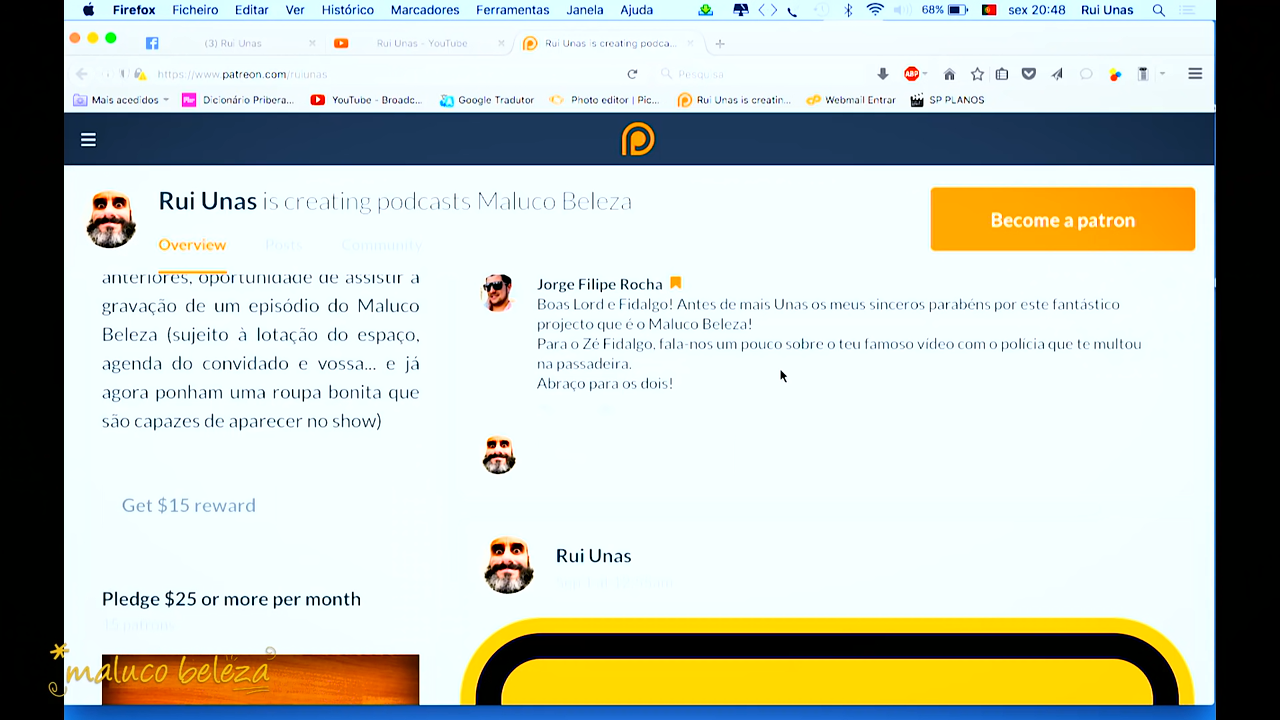 Firefox Ficheiro Editar Ver Histórico Marcadores Ferramentas Janela Ajuda 68% sex 20:48 Rui Unas
(3) Rui Unas
Rui Unas - YouTube
Rui Unas is creating podca...
https://www.patreon.com/ruiunas
Pesquisa
ABP
Mais acedidos
Dicionário Pribera...
YouTube - Broadc...
Google Tradutor
Photo editor | Pic...
Rui Unas is creatin...
Webmail Entrar
SP PLANOS
Rui Unas is creating podcasts Maluco Beleza
Become a patron
Overview Posts Community
anteriores, oportunidade de assistir a
gravação de um episódio do Maluco
Beleza (sujeito à lotação do espaço,
agenda do convidado e vossa... e já
agora ponham uma roupa bonita que
são capazes de aparecer no show)
Get $15 reward
Pledge $25 or more per month
Jorge Filipe Rocha
Boas Lord e Fidalgo! Antes de mais Unas os meus sinceros parabéns por este fantástico
projecto que é o Maluco Beleza!
Para o Zé Fidalgo, fala-nos um pouco sobre o teu famoso vídeo com o polícia que te multou
na passadeira.
Abraço para os dois!
Rui Unas
maluco beleza